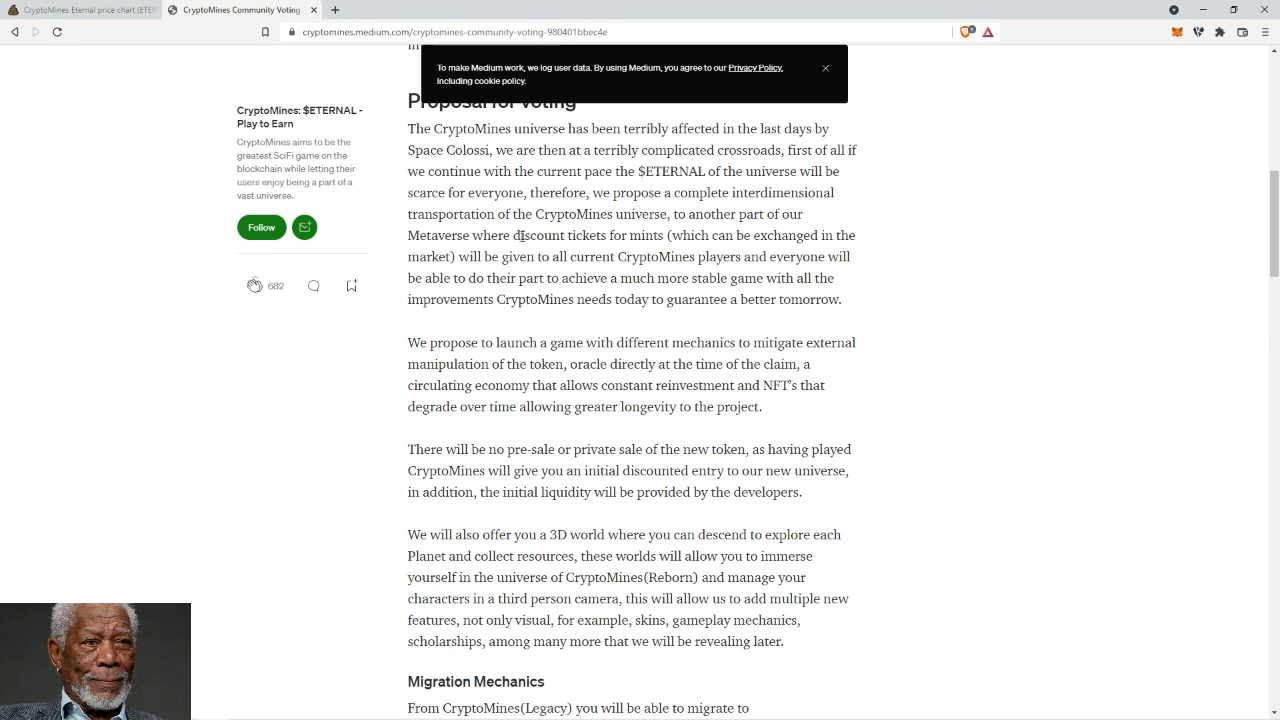 CryptoMines Eternal price chart (ETER
CryptoMines Community Voting.
cryptomines.medium.com/cryptomines-community-voting-980401bbec4e
To make Medium work, we log user data. By using Medium, you agree to our Privacy Policy,
including cookie policy.
Proposal for Voting
CryptoMines: $ETERNAL -
Play to Earn
CryptoMines aims to be the
greatest SciFi game on the
blockchain while letting their
users enjoy being a part of a
vast universe.
Follow
682
The CryptoMines universe has been terribly affected in the last days by
Space Colossi, we are then at a terribly complicated crossroads, first of all if
we continue with the current pace the $ETERNAL of the universe will be
scarce for everyone, therefore, we propose a complete interdimensional
transportation of the CryptoMines universe, to another part of our
Metaverse where discount tickets for mints (which can be exchanged in the
market) will be given to all current CryptoMines players and everyone will
be able to do their part to achieve a much more stable game with all the
improvements CryptoMines needs today to guarantee a better tomorrow.
We propose to launch a game with different mechanics to mitigate external
manipulation of the token, oracle directly at the time of the claim, a
circulating economy that allows constant reinvestment and NFT's that
degrade over time allowing greater longevity to the project.
There will be no pre-sale or private sale of the new token, as having played
CryptoMines will give you an initial discounted entry to our new universe,
in addition, the initial liquidity will be provided by the developers.
We will also offer you a 3D world where you can descend to explore each
Planet and collect resources, these worlds will allow you to immerse
yourself in the universe of CryptoMines(Reborn) and manage your
characters in a third person camera, this will allow us to add multiple new
features, not only visual, for example, skins, gameplay mechanics,
scholarships, among many more that we will be revealing later.
Migration Mechanics
From CryptoMines(Legacy) you will be able to migrate to